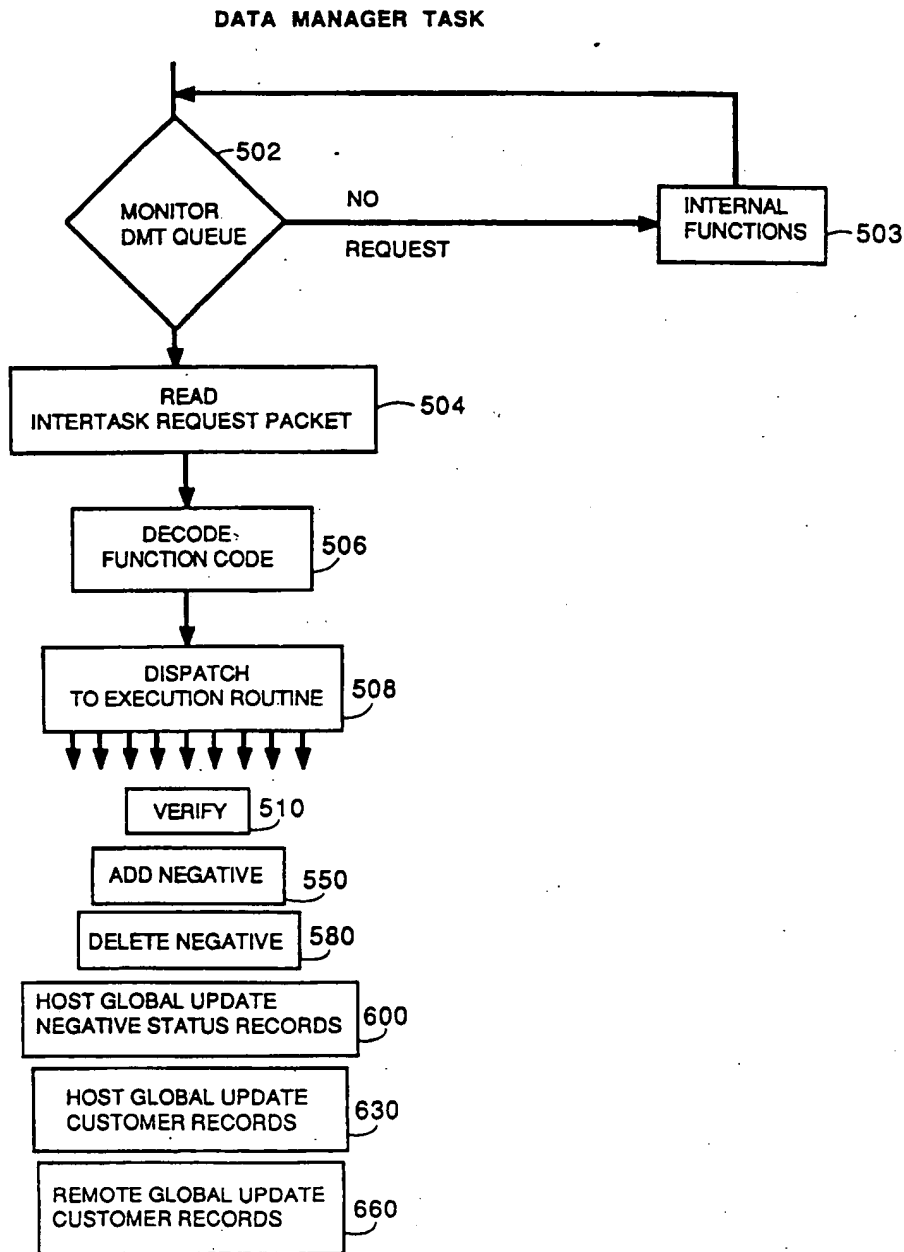 DATA MANAGER TASK
502
MONITOR
DMT QUEUE
NO
REQUEST
INTERNAL
FUNCTIONS
503
READ
INTERTASK REQUEST PACKET
504
DECODE
FUNCTION CODE
506
DISPATCH
TO EXECUTION ROUTINE
508
VERIFY
510
ADD NEGATIVE
550
DELETE NEGATIVE
580
HOST GLOBAL UPDATE
NEGATIVE STATUS RECORDS
600
HOST GLOBAL UPDATE
CUSTOMER RECORDS
630
REMOTE GLOBAL UPDATE
CUSTOMER RECORDS
660